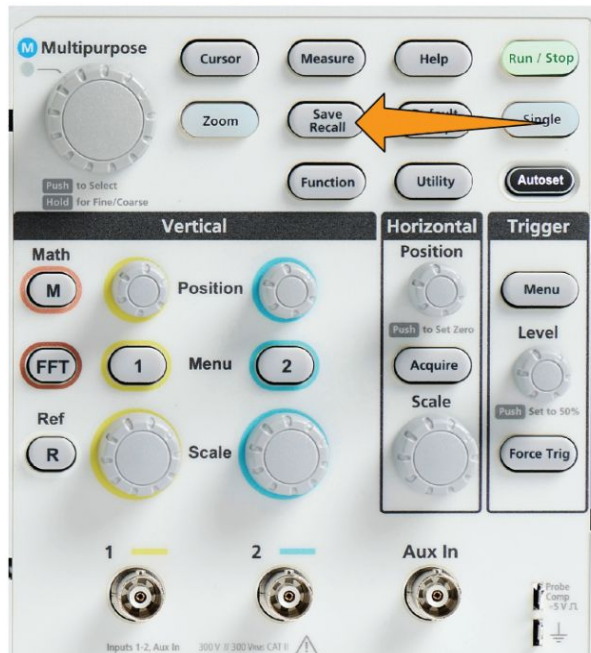 M Multipurpose
Cursor
Measure
Help
Run / Stop
Zoom
Save
Recall
Single
Push to Select
Hold for Fine/Coarse
Function
Utility
Autoset
Vertical
Horizontal
Trigger
Math
M
Position
Position
Push to Set Zero
Menu
Level
FFT
1
Menu
2
Acquire
Push Set to 50%
Ref
R
Scale
Scale
Force Trig
1
2
Aux In
Inputs 1-2, Aux In
300 V
CAT II
Probe
Comp
~5 V